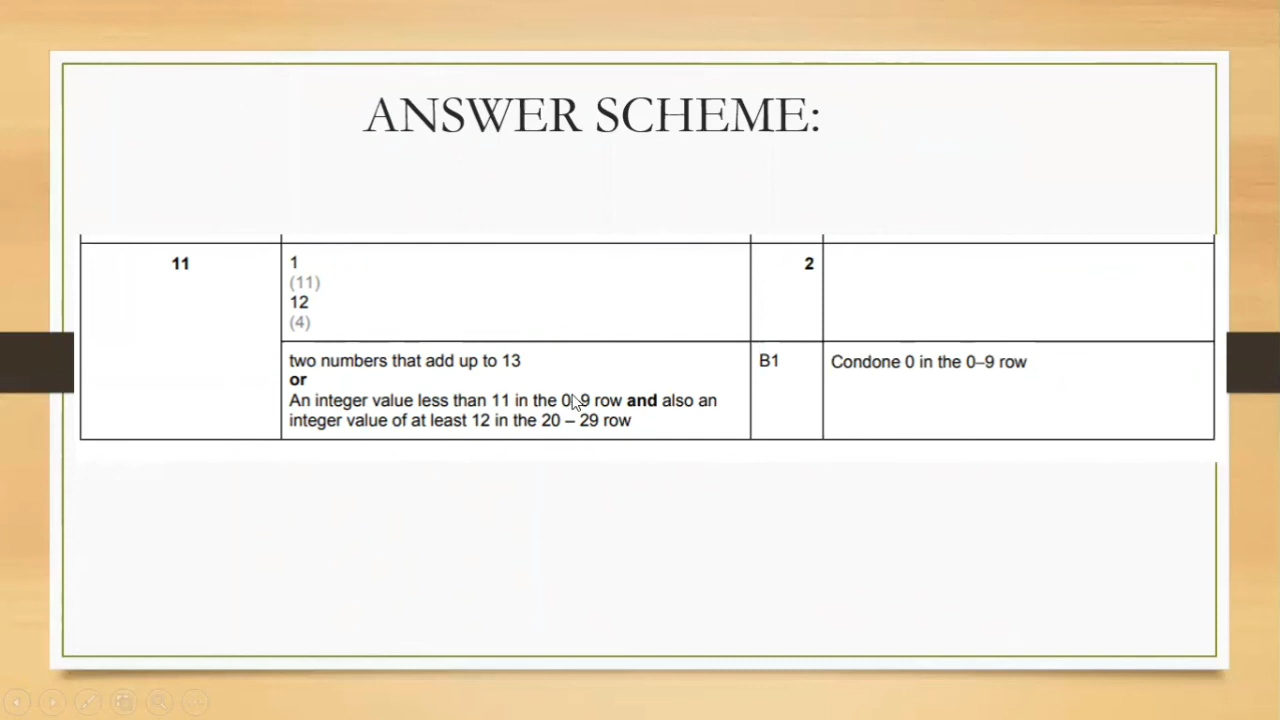 ANSWER SCHEME:
11
1
(11)
12
(4)
2
two numbers that add up to 13
or
An integer value less than 11 in the 0–9 row and also an
integer value of at least 12 in the 20 – 29 row
B1
Condone 0 in the 0–9 row